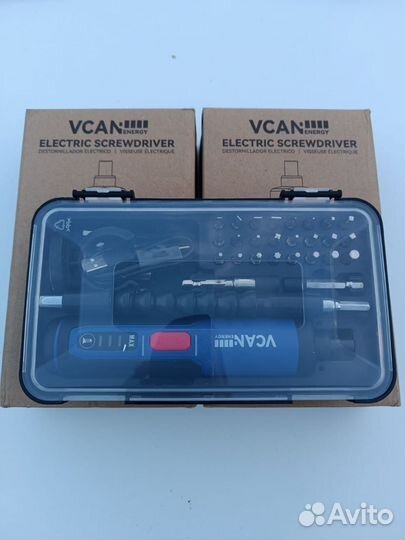 VCAN
ENERGY
ELECTRIC SCREWDRIVER
DESTORNILLADOR ELÉCTRICO | VISSEUSE ÉLECTRIQUE
VCAN
ENERGY
ELECTRIC SCREWDRIVER
DESTORNILLADOR ELÉCTRICO | VISSEUSE ÉLECTRIQUE
MAX
VCAN
ENERGY
Avito